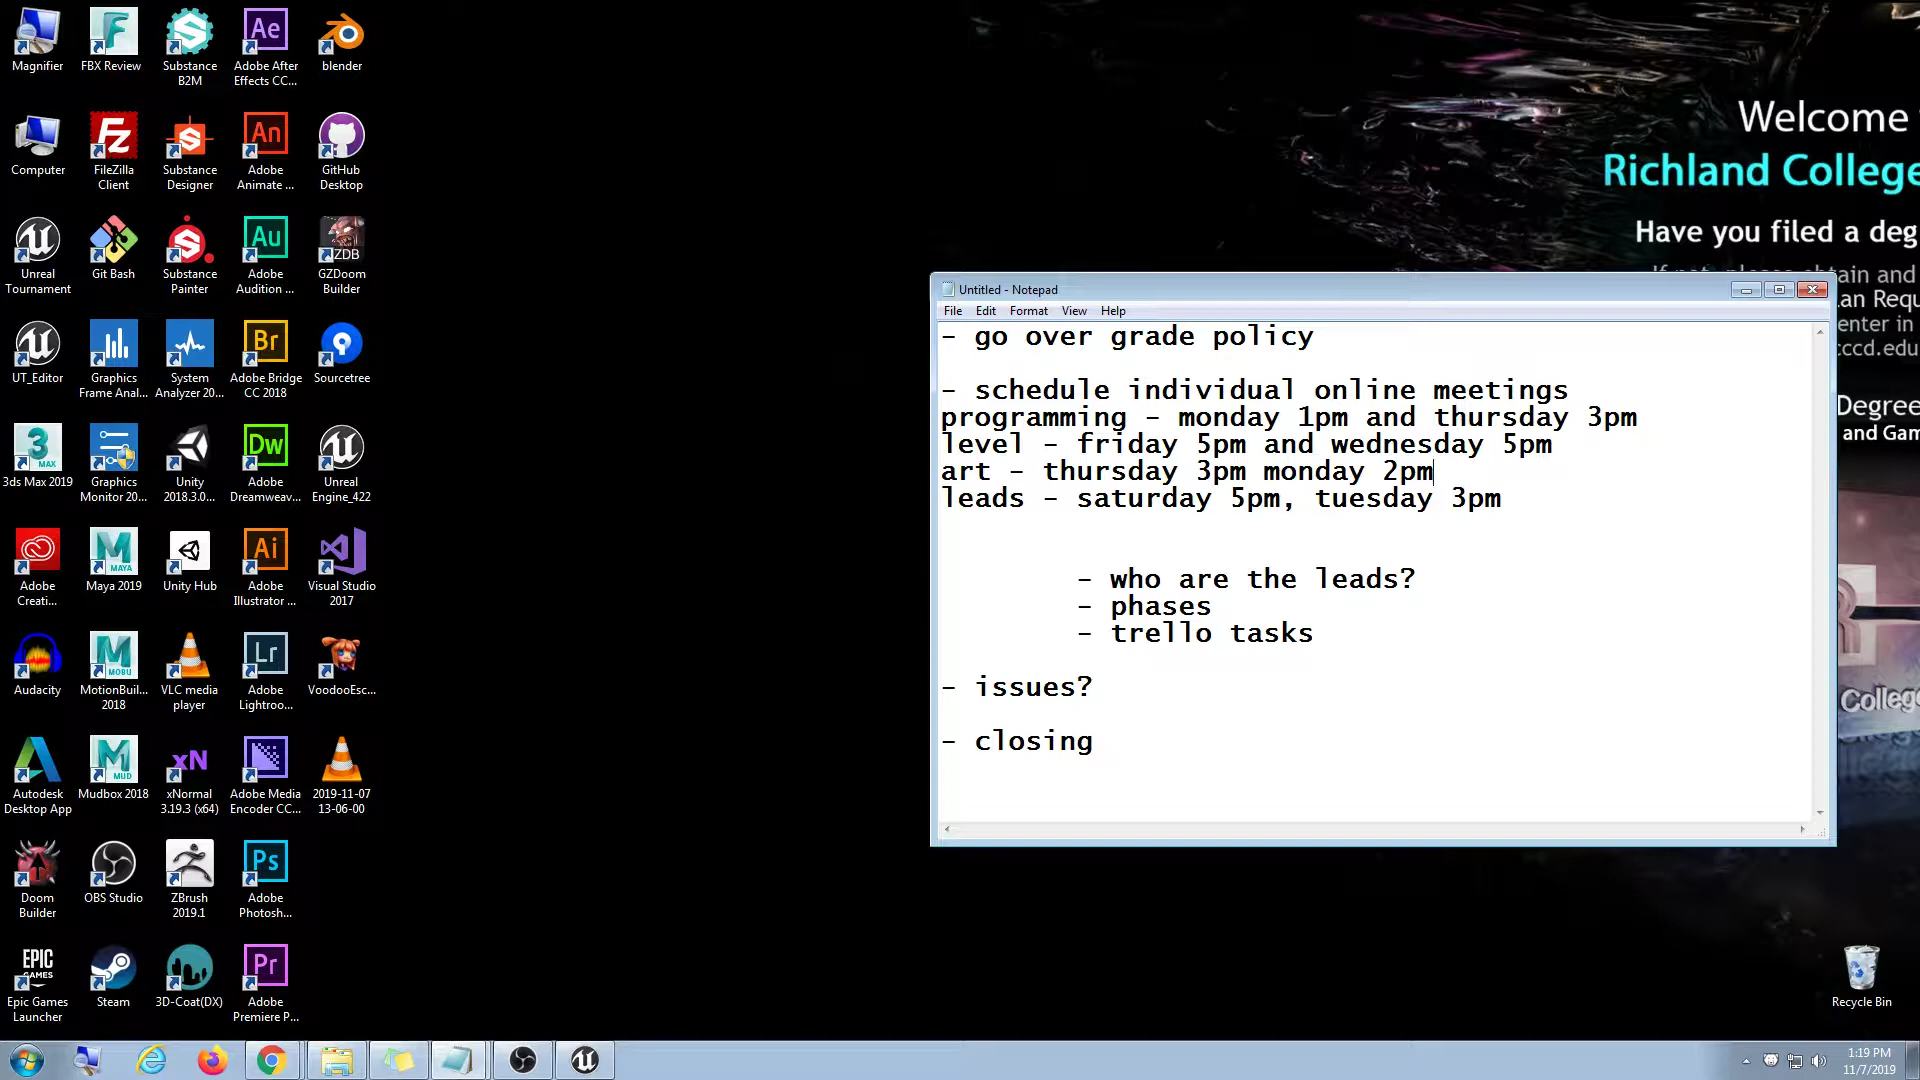 Magnifier
FBX Review
Substance
B2M
Adobe After
Effects CC...
blender
Computer
FileZilla
Client
Substance
Designer
Adobe
Animate ...
GitHub
Desktop
Unreal
Tournament
Git Bash
Substance
Painter
Adobe
Audition ...
GZDoom
Builder
UT_Editor
Graphics
Frame Anal...
System
Analyzer 20...
Adobe Bridge
CC 2018
Sourcetree
3ds Max 2019
Graphics
Monitor 20...
Unity
2018.3.0...
Adobe
Dreamweav...
Unreal
Engine_422
Adobe
Creati...
Maya 2019
Unity Hub
Adobe
Illustrator ...
Visual Studio
2017
Audacity
MotionBuil...
2018
VLC media
player
Adobe
Lightroo...
VoodooEsc...
Autodesk
Desktop App
Mudbox 2018
xNormal
3.19.3 (x64)
Adobe Media
Encoder CC...
2019-11-07
13-06-00
Doom
Builder
OBS Studio
ZBrush
2019.1
Adobe
Photosh...
Epic Games
Launcher
Steam
3D-Coat(DX)
Adobe
Premiere P...
Welcome
Richland College
Have you filed a deg
Untitled - Notepad
File Edit Format View Help
- go over grade policy
- schedule individual online meetings
programming - monday 1pm and thursday 3pm
level - friday 5pm and wednesday 5pm
art - thursday 3pm monday 2pm
leads - saturday 5pm, tuesday 3pm
- who are the leads?
- phases
- trello tasks
- issues?
- closing
Degree
and Gam
College
Recycle Bin
1:19 PM
11/7/2019